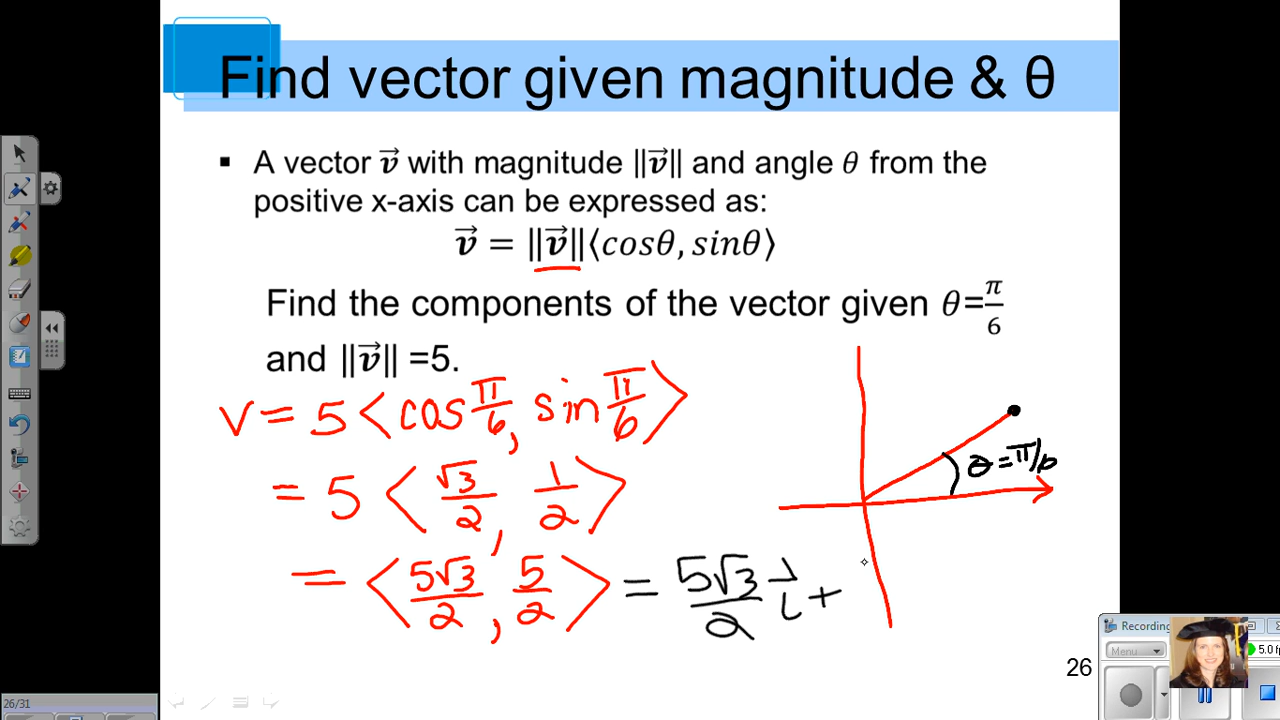 Find vector given magnitude & θ
▪ A vector v⃗ with magnitude ‖v⃗‖ and angle θ from the
positive x-axis can be expressed as:
v⃗ = ‖v⃗‖⟨cosθ, sinθ⟩
Find the components of the vector given θ=π/6
and ‖v⃗‖ =5.
v = 5 <cos π/6, sin π/6>
= 5 <√3/2, 1/2>
θ = π/6
= <5√3/2, 5/2> = 5√3/2 i⃗ +
26
Recording
Menu
5.0 f
26/31